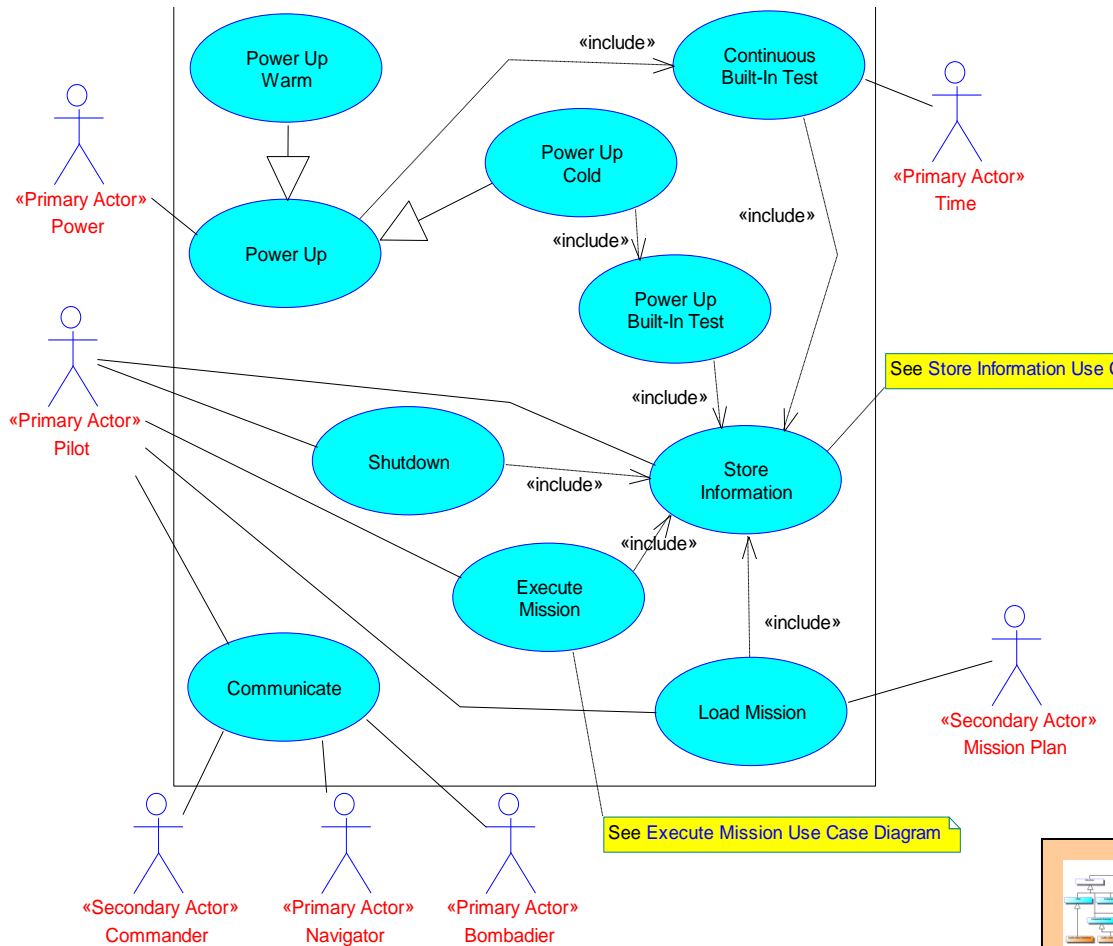 Power Up
Warm
«include»
Continuous
Built-In Test
«Primary Actor»
Power
Power Up
Cold
«Primary Actor»
Time
«include»
Power Up
«include»
Power Up
Built-In Test
«Primary Actor»
Pilot
See Store Information Use
«include»
Shutdown
«include»
Store
Information
«include»
Execute
Mission
«include»
Communicate
Load Mission
«Secondary Actor»
Mission Plan
See Execute Mission Use Case Diagram
«Secondary Actor»
Commander
«Primary Actor»
Navigator
«Primary Actor»
Bombadier